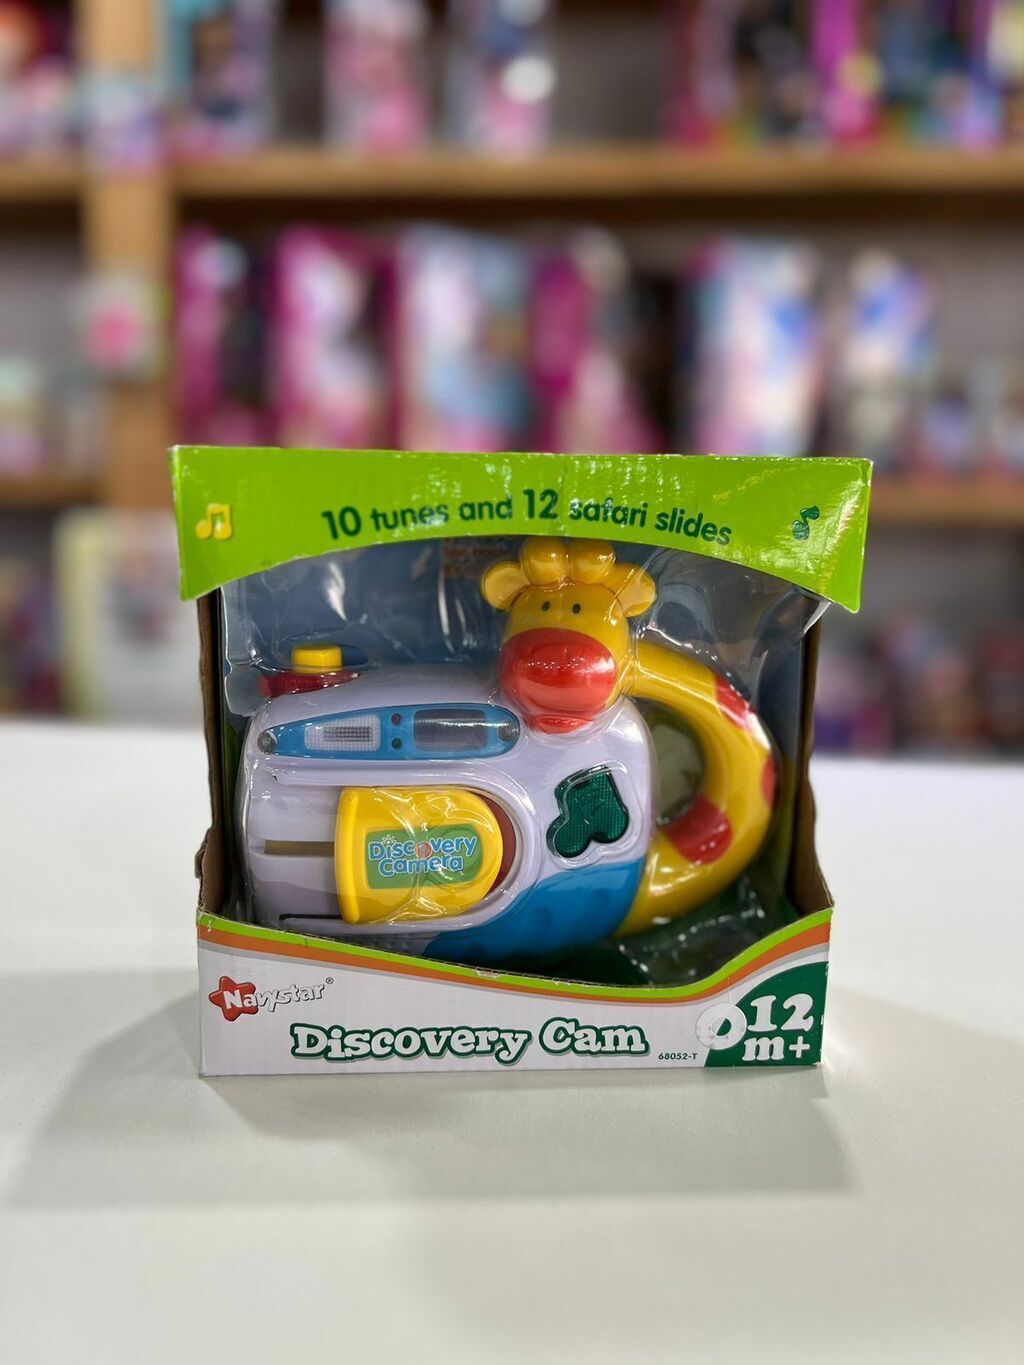 10 tunes and 12 safari slides
Discovery
Camera
Navystar®
Discovery Cam
68052-T
12
m+